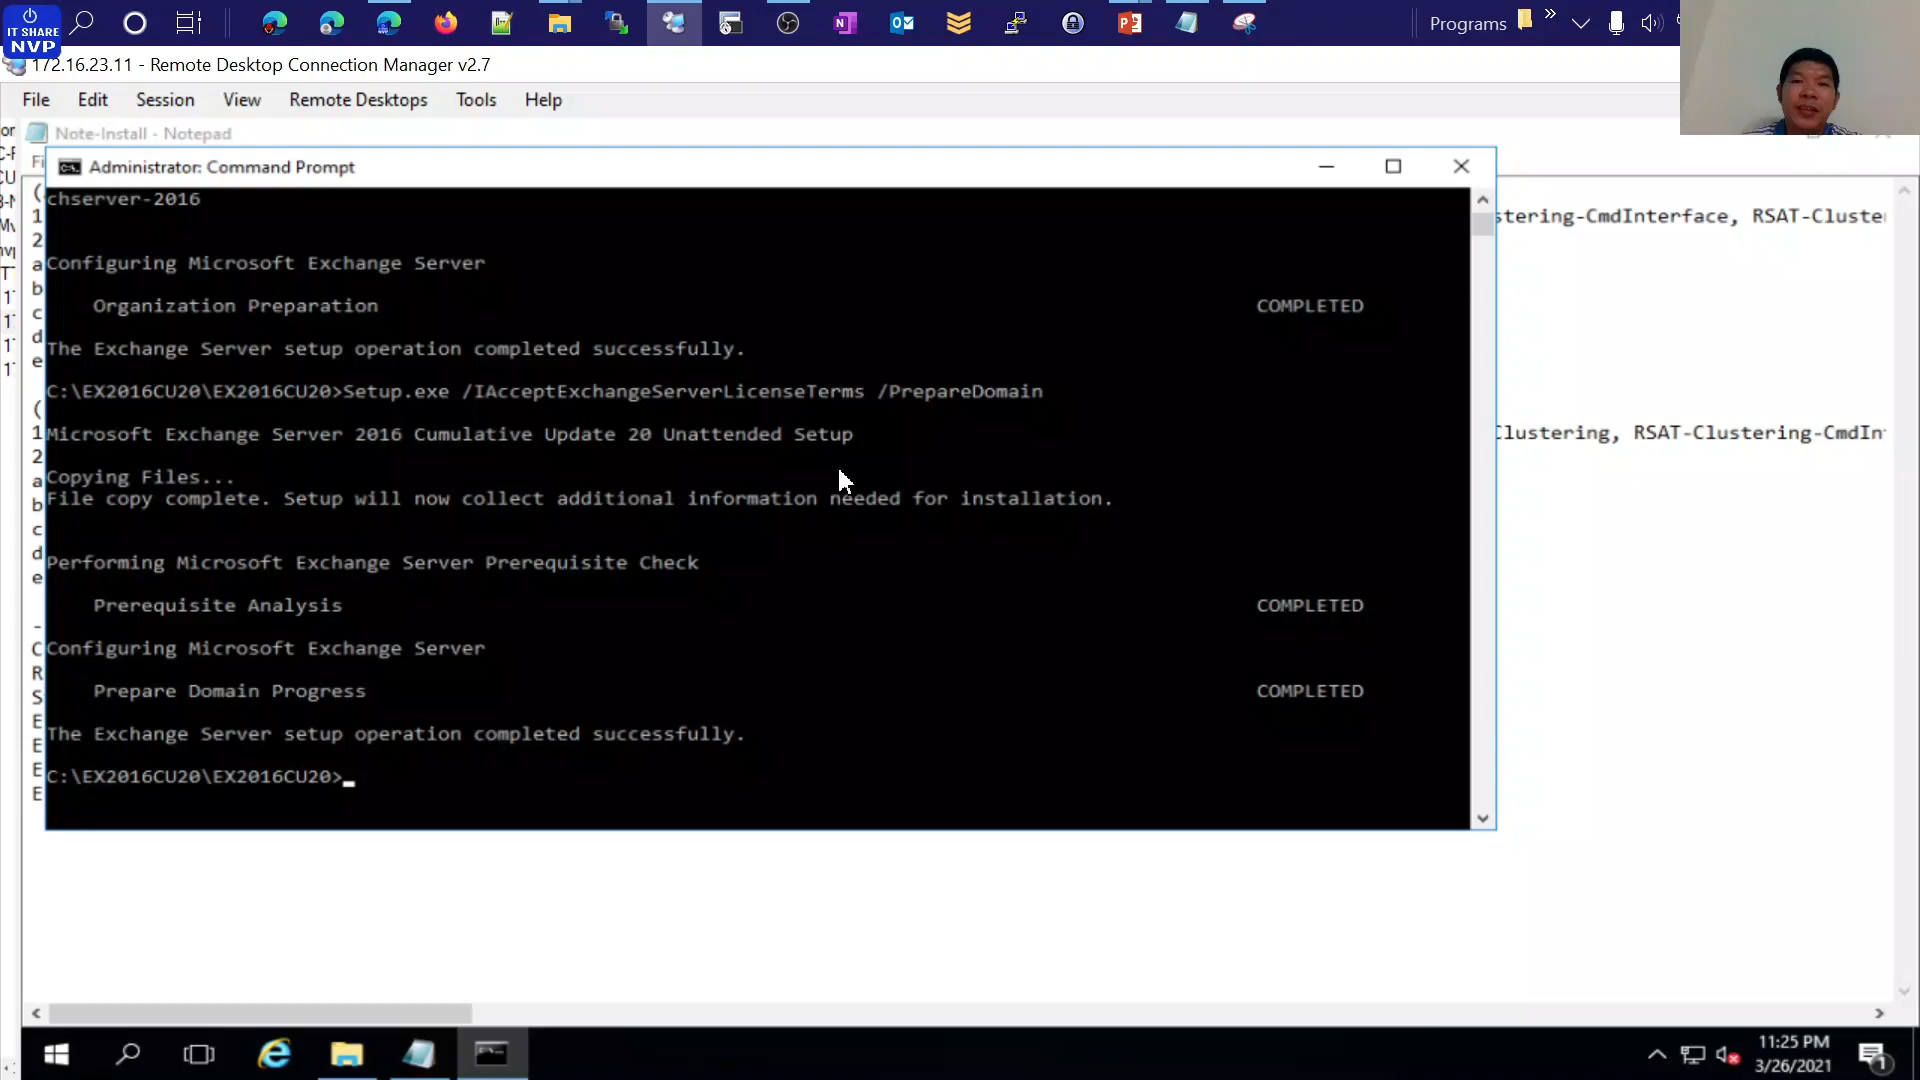 IT SHARE
NVP
Programs
172.16.23.11 - Remote Desktop Connection Manager v2.7
File Edit Session View Remote Desktops Tools Help
Note-Install - Notepad
Administrator: Command Prompt
chserver-2016
stering-CmdInterface, RSAT-Cluste
Configuring Microsoft Exchange Server
Organization Preparation COMPLETED
The Exchange Server setup operation completed successfully.
C:\EX2016CU20\EX2016CU20>Setup.exe /IAcceptExchangeServerLicenseTerms /PrepareDomain
Microsoft Exchange Server 2016 Cumulative Update 20 Unattended Setup
Clustering, RSAT-Clustering-CmdIn
Copying Files...
File copy complete. Setup will now collect additional information needed for installation.
Performing Microsoft Exchange Server Prerequisite Check
Prerequisite Analysis COMPLETED
Configuring Microsoft Exchange Server
Prepare Domain Progress COMPLETED
The Exchange Server setup operation completed successfully.
C:\EX2016CU20\EX2016CU20>
11:25 PM
3/26/2021
1